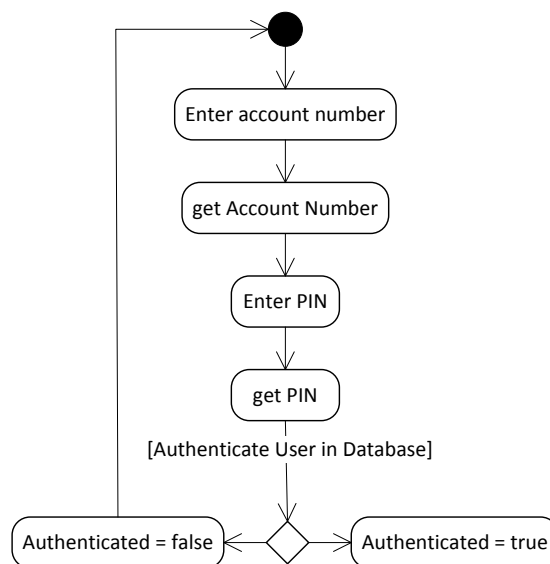 Enter account number
get Account Number
Enter PIN
get PIN
[Authenticate User in Database]
Authenticated = false
Authenticated = true